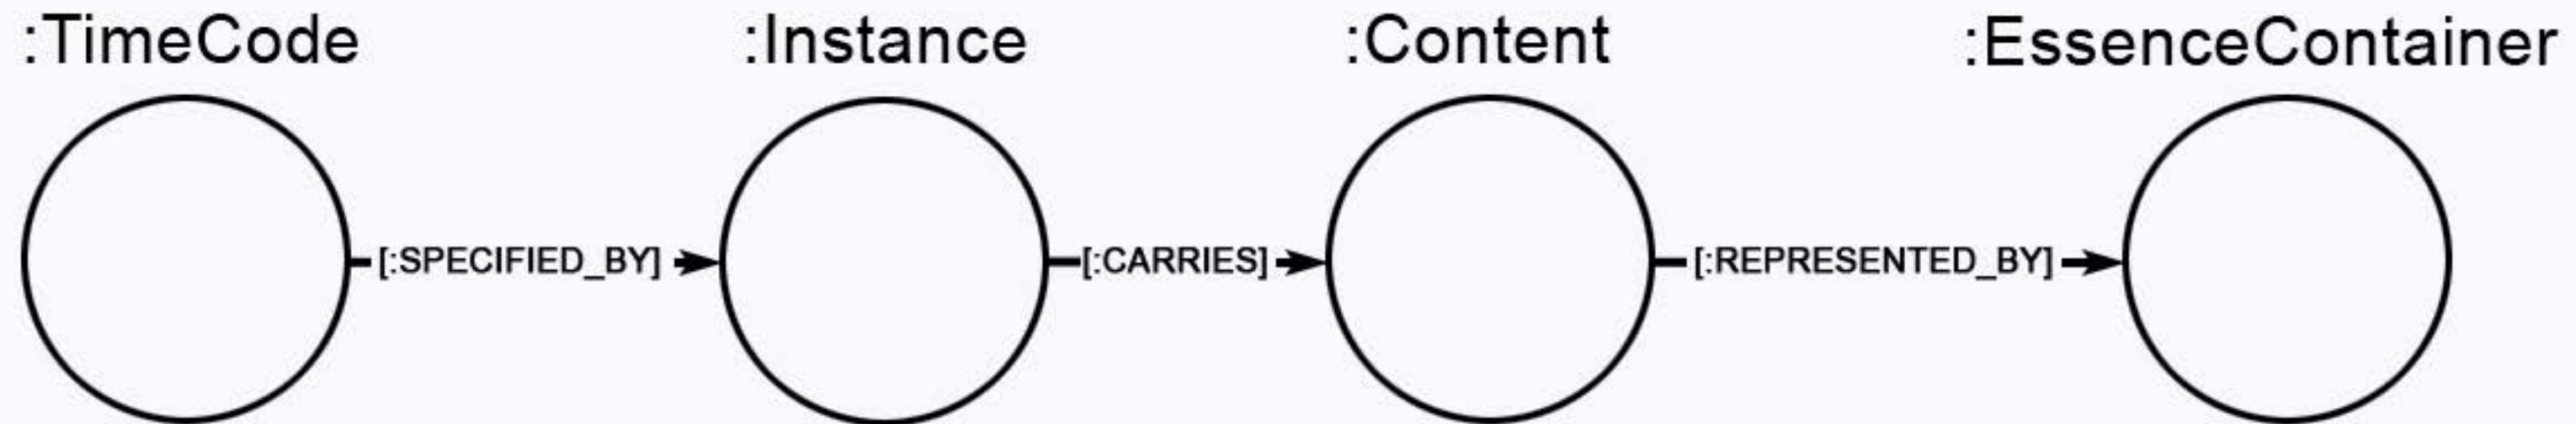 :TimeCode :Instance :Content :EssenceContainer
[:SPECIFIED_BY] [:CARRIES] [:REPRESENTED_BY]